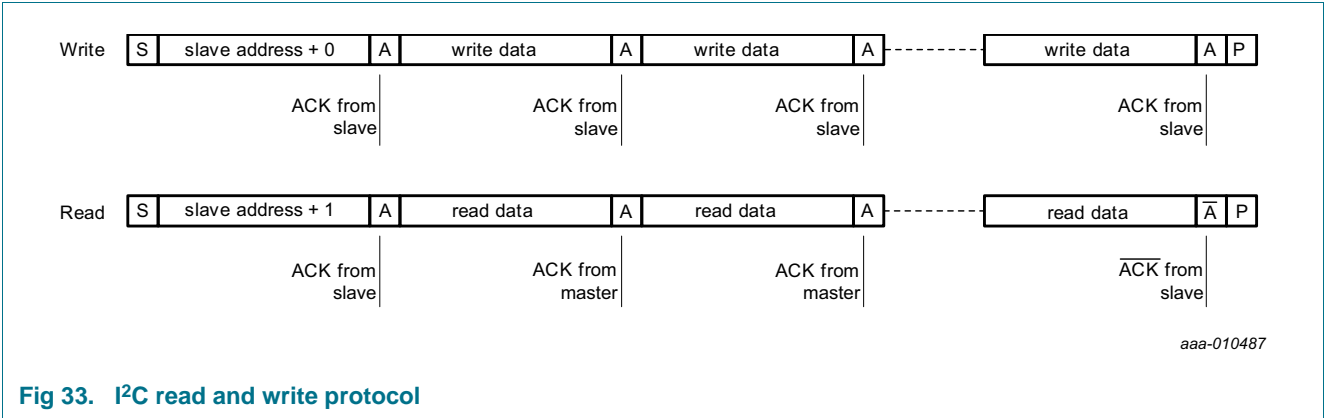 Write S slave address + 0 A write data A write data A write data A P
ACK from ACK from ACK from ACK from
slave slave slave slave
Read S slave address + 1 A read data A read data A read data A̅ P
ACK from ACK from ACK from A̅C̅K̅ from
slave master master slave
aaa-010487
Fig 33. I²C read and write protocol